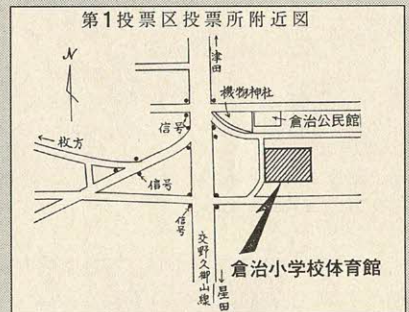 第1投票区投票所附近図
N
↑津田
機物神社
信号
倉治公民館
←枚方
信号
信号
交野久御山線
↓星田
倉治小学校体育館